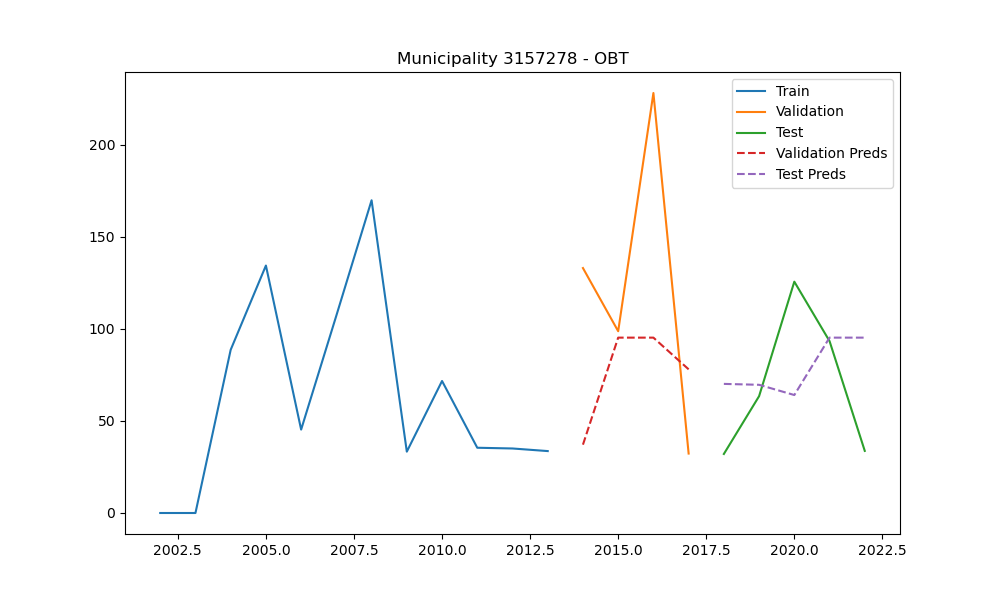 Municipality 3157278 - OBT
Train
Validation
Test
Validation Preds
Test Preds
200
150
100
50
0
2002.5 2005.0 2007.5 2010.0 2012.5 2015.0 2017.5 2020.0 2022.5